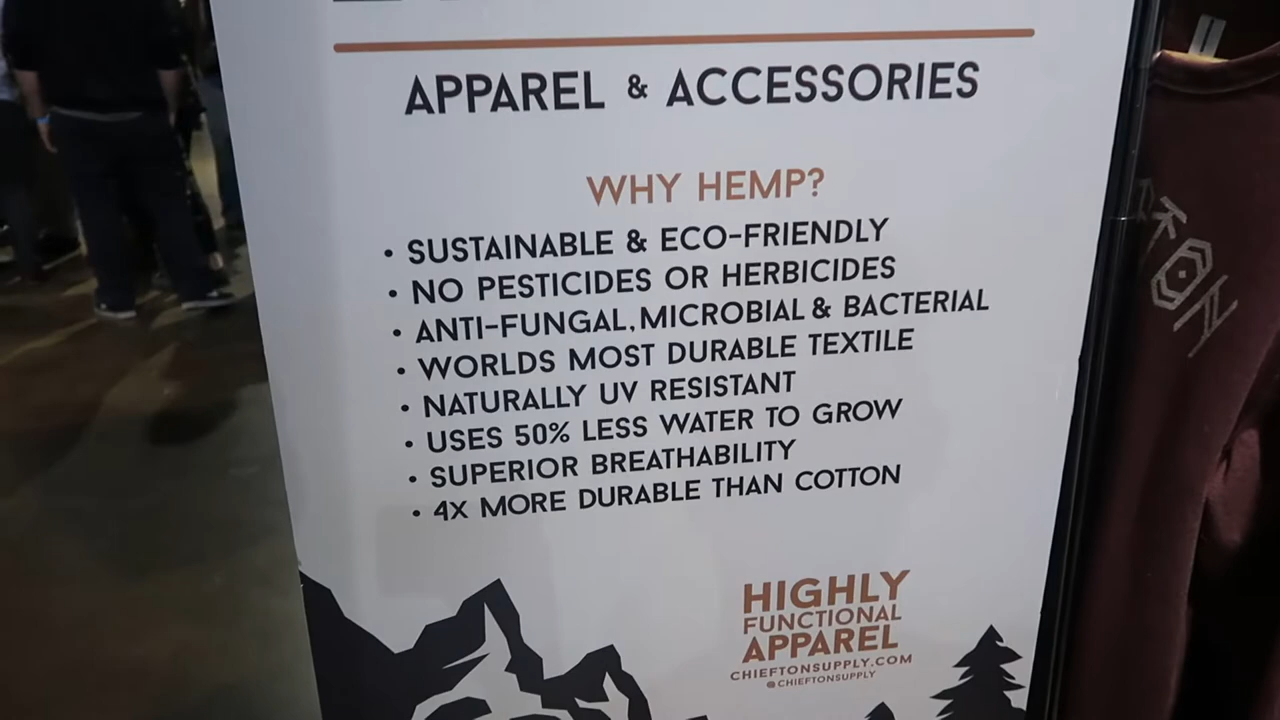 APPAREL & ACCESSORIES
WHY HEMP?
• SUSTAINABLE & ECO-FRIENDLY
• NO PESTICIDES OR HERBICIDES
• ANTI-FUNGAL, MICROBIAL & BACTERIAL
• WORLDS MOST DURABLE TEXTILE
• NATURALLY UV RESISTANT
• USES 50% LESS WATER TO GROW
• SUPERIOR BREATHABILITY
• 4X MORE DURABLE THAN COTTON
HIGHLY
FUNCTIONAL
APPAREL
CHIEFTONSUPPLY.COM
@CHIEFTONSUPPLY